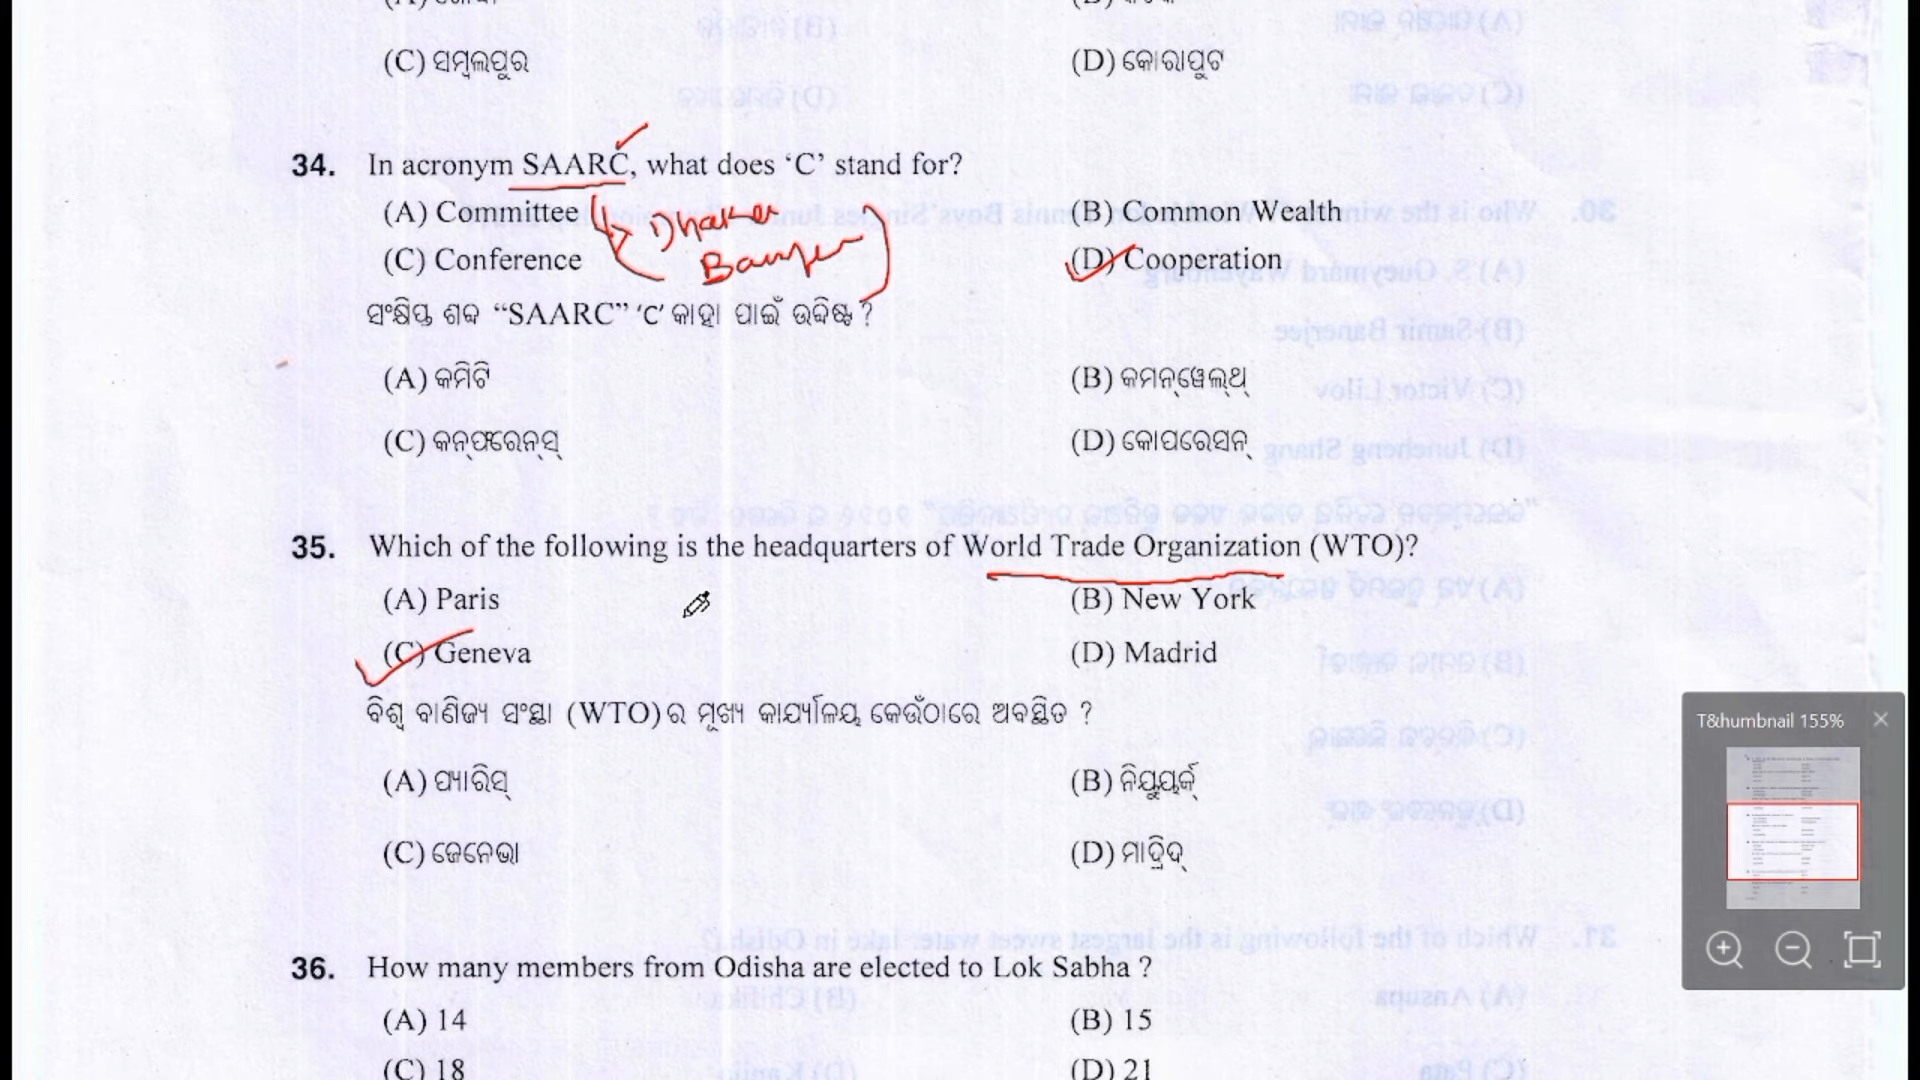 (C) ସମ୍ବଲପୁର
(D) କୋରାପୁଟ
34. In acronym SAARC, what does ‘C’ stand for?
(A) Committee
(B) Common Wealth
(C) Conference
(D) Cooperation
ସଂକ୍ଷିପ୍ତ ଶବ୍ଦ “SAARC” ‘C’ କାହା ପାଇଁ ଉଦ୍ଦିଷ୍ଟ ?
(A) କମିଟି
(B) କମନ୍‌ୱେଲ୍‌ଥ୍
(C) କନ୍‌ଫରେନ୍‌ସ୍
(D) କୋପରେସନ୍
35. Which of the following is the headquarters of World Trade Organization (WTO)?
(A) Paris
(B) New York
(C) Geneva
(D) Madrid
ବିଶ୍ୱ ବାଣିଜ୍ୟ ସଂସ୍ଥା (WTO) ର ମୂଖ୍ୟ କାର୍ଯ୍ୟାଳୟ କେଉଁଠାରେ ଅବସ୍ଥିତ ?
(A) ପ୍ୟାରିସ୍
(B) ନିୟୁୟର୍କ୍
(C) ଜେନେଭା
(D) ମାଡ୍ରିଦ୍
36. How many members from Odisha are elected to Lok Sabha ?
(A) 14
(B) 15
(C) 18
(D) 21
T&humbnail 155%